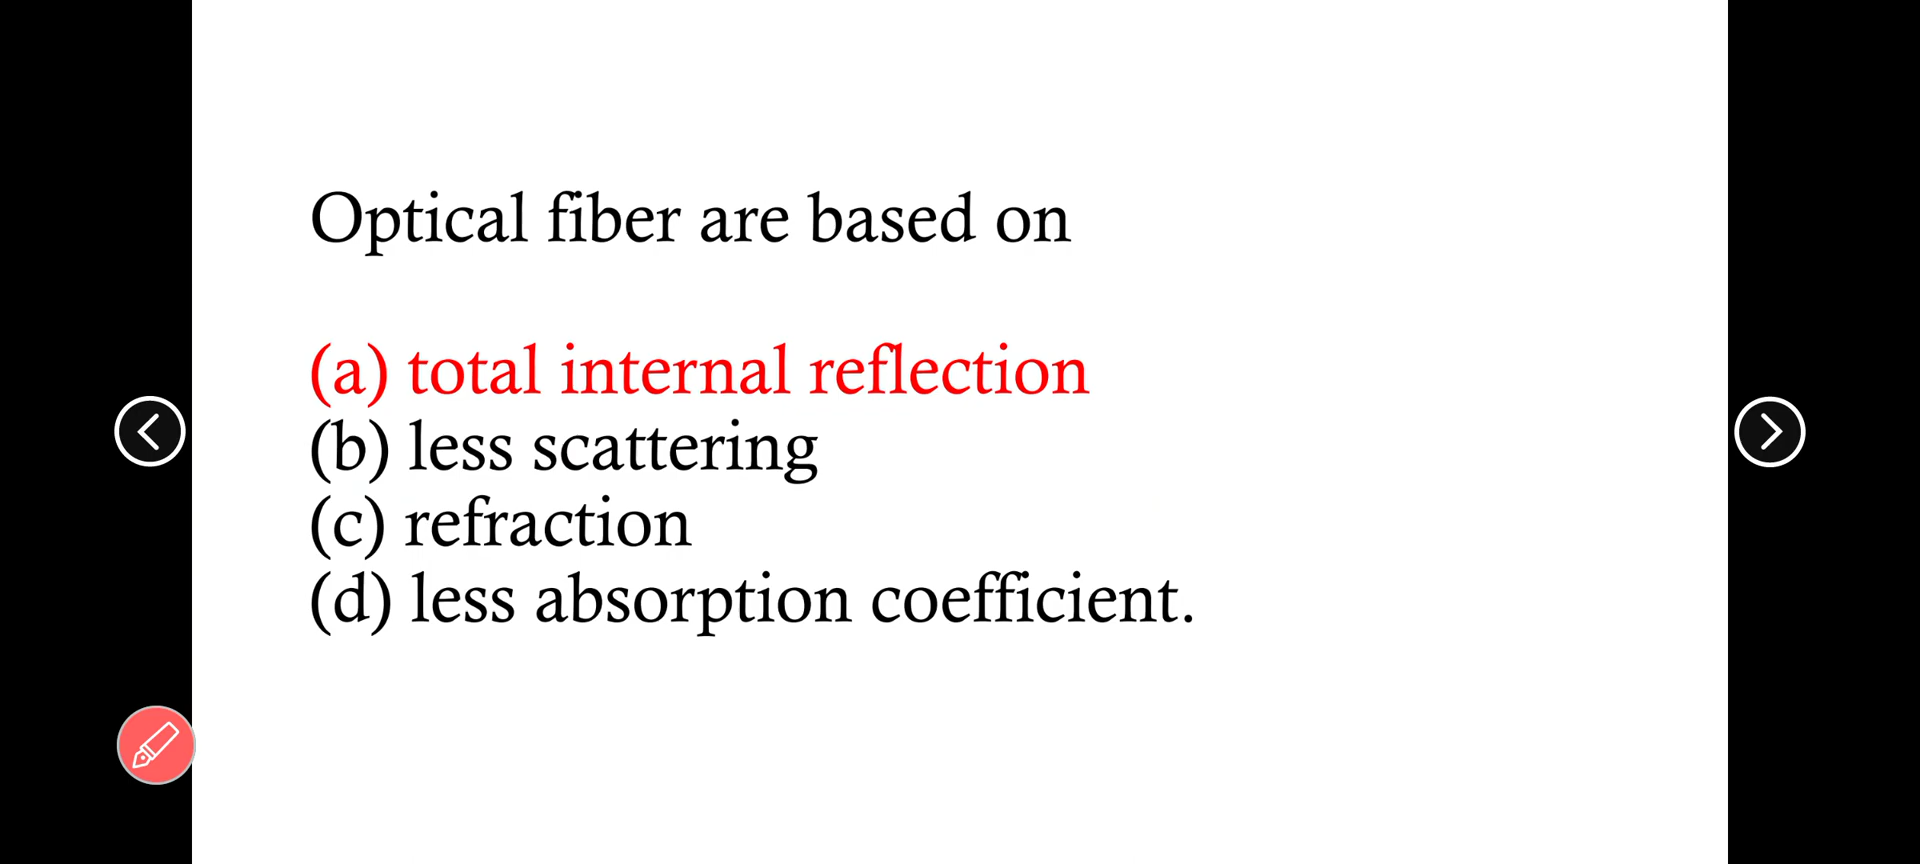 Optical fiber are based on
(a) total internal reflection
(b) less scattering
(c) refraction
(d) less absorption coefficient.